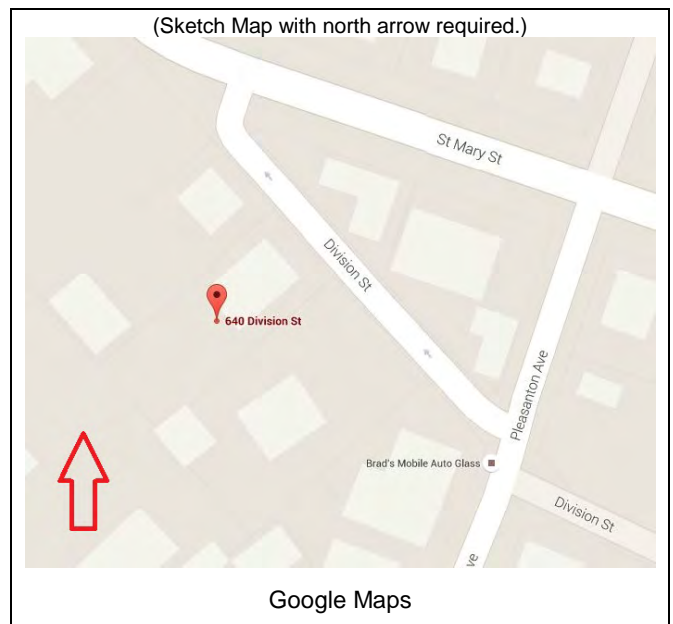 (Sketch Map with north arrow required.)
St Mary St
Division St
640 Division St
Pleasanton Ave
Brad's Mobile Auto Glass
Division St
ve
Google Maps